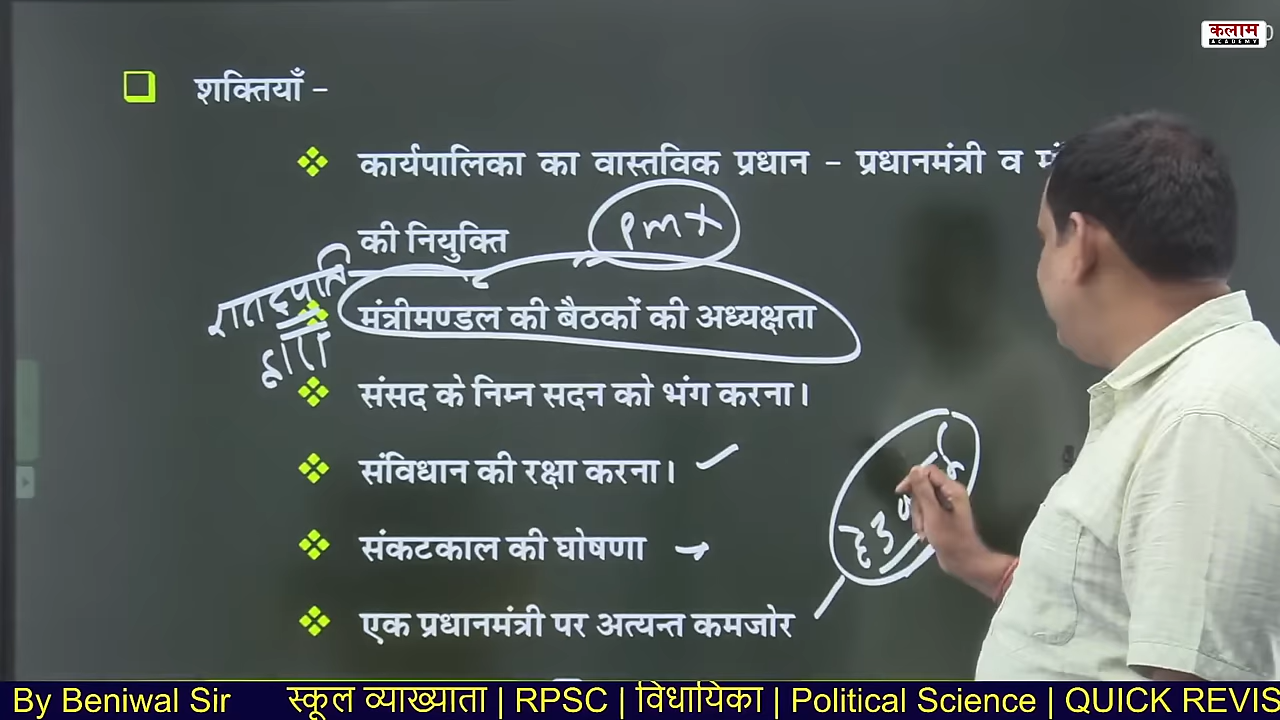 कलाम
ACADEMY
शक्तियाँ -
कार्यपालिका का वास्तविक प्रधान - प्रधानमंत्री व
की नियुक्ति
PM X
मंत्रीमण्डल की बैठकों की अध्यक्षता
संसद के निम्न सदन को भंग करना।
संविधान की रक्षा करना।
संकटकाल की घोषणा
एक प्रधानमंत्री पर अत्यन्त कमजोर
By Beniwal Sir स्कूल व्याख्याता | RPSC | विधायिका | Political Science | QUICK REVIS